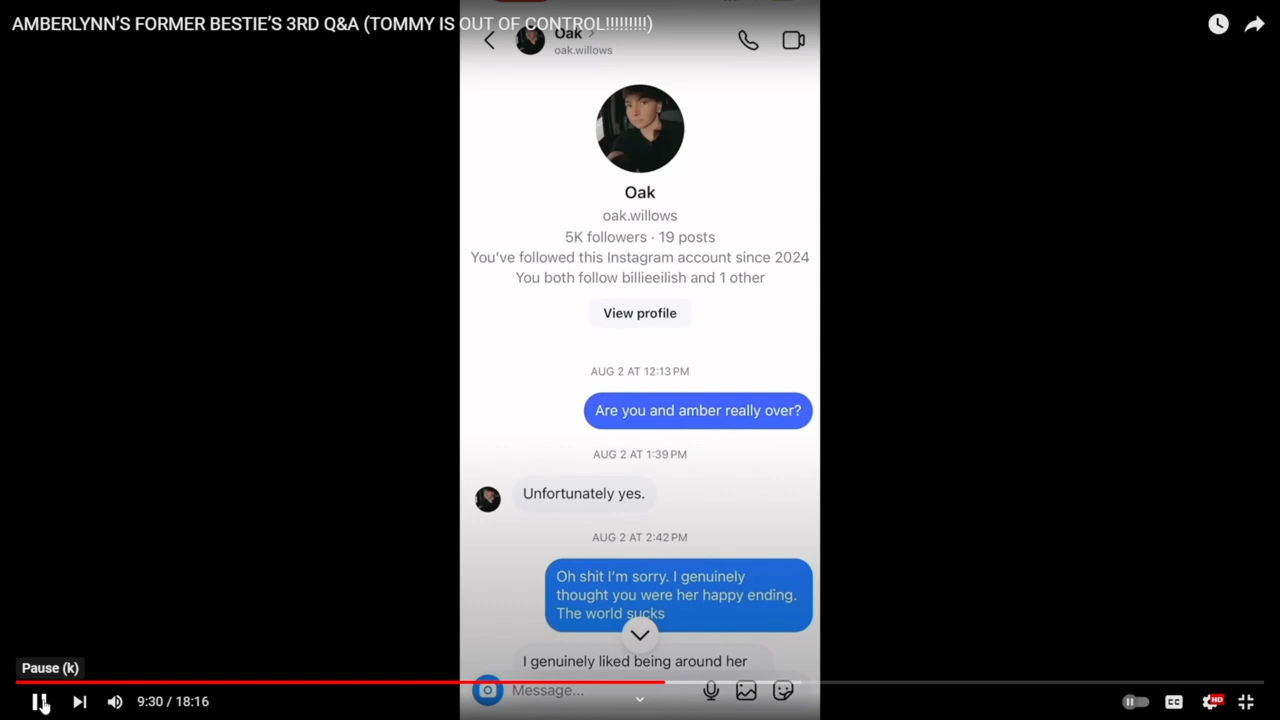 AMBERLYNN’S FORMER BESTIE’S 3RD Q&A (TOMMY IS OUT OF CONTROL!!!!!!!!!)
Oak
oak.willows
Oak
oak.willows
5K followers · 19 posts
You've followed this Instagram account since 2024
You both follow billieeilish and 1 other
View profile
AUG 2 AT 12:13 PM
Are you and amber really over?
AUG 2 AT 1:39 PM
Unfortunately yes.
AUG 2 AT 2:42 PM
Oh shit I’m sorry. I genuinely
thought you were her happy ending.
The world sucks
I genuinely liked being around her
Message...
Pause (k)
9:30 / 18:16
CC
HD